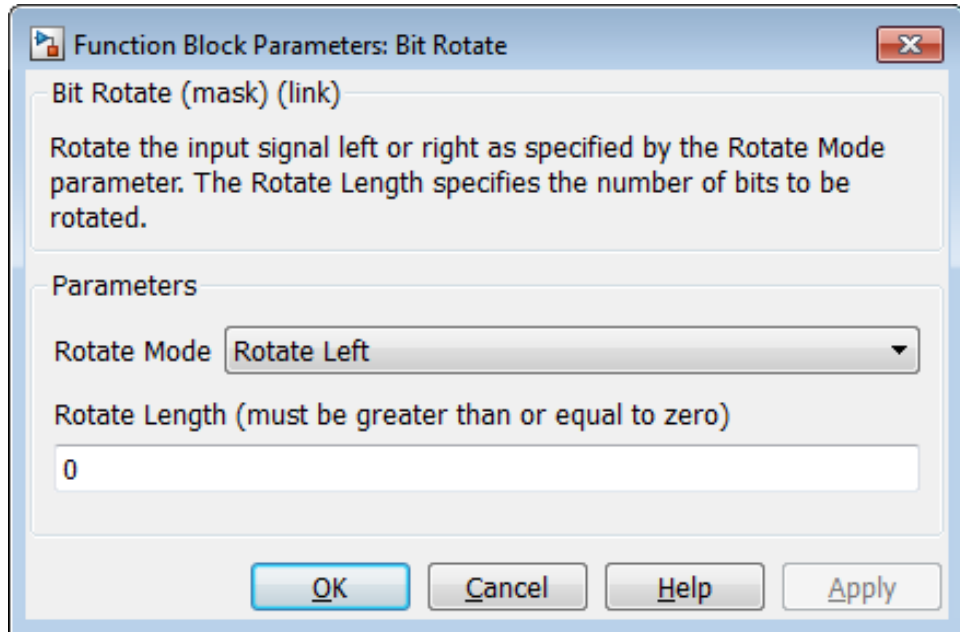 Function Block Parameters: Bit Rotate
Bit Rotate (mask) (link)
Rotate the input signal left or right as specified by the Rotate Mode
parameter. The Rotate Length specifies the number of bits to be
rotated.
Parameters
Rotate Mode Rotate Left
Rotate Length (must be greater than or equal to zero)
0
OK Cancel Help Apply